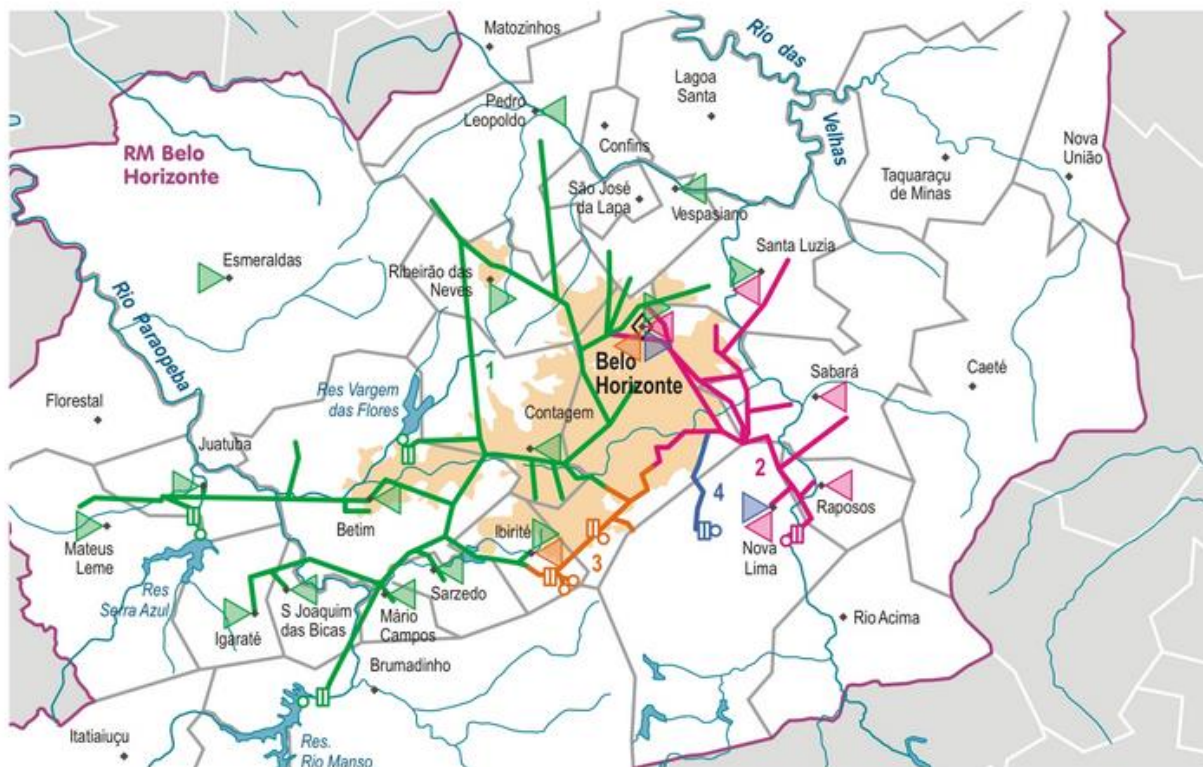 Matozinhos
Rio das
Velhas
Lagoa
Santa
Pedro
Leopoldo
Confins
Nova
União
RM Belo
Horizonte
Taquaraçu
de Minas
São José
da Lapa
Vespasiano
Esmeraldas
Santa Luzia
Ribeirão das
Neves
Rio Paraopeba
Belo
Horizonte
1
Res Vargem
das Flores
Sabará
Caeté
Florestal
Contagem
Juatuba
2
4
Betim
Ibirité
3
Raposos
Nova
Lima
Mateus
Leme
Res
Serra Azul
Sarzedo
S Joaquim
das Bicas
Mário
Campos
Igaraté
Rio Acima
Brumadinho
Itatiaiuçu
Res.
Rio Manso